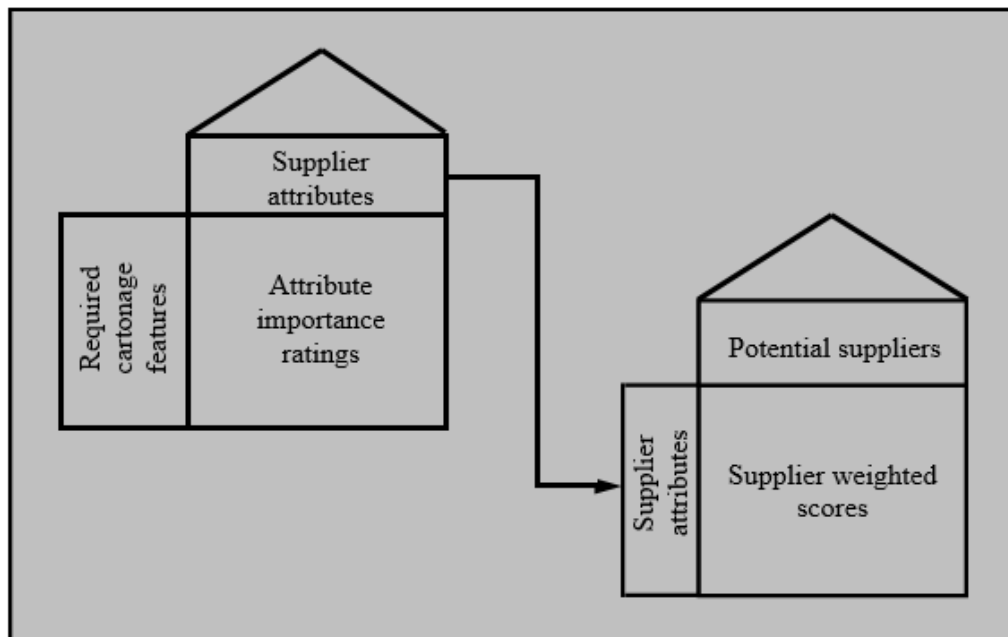 Supplier
attributes
Required
cartonage
features
Attribute
importance
ratings
Potential suppliers
Supplier
attributes
Supplier weighted
scores